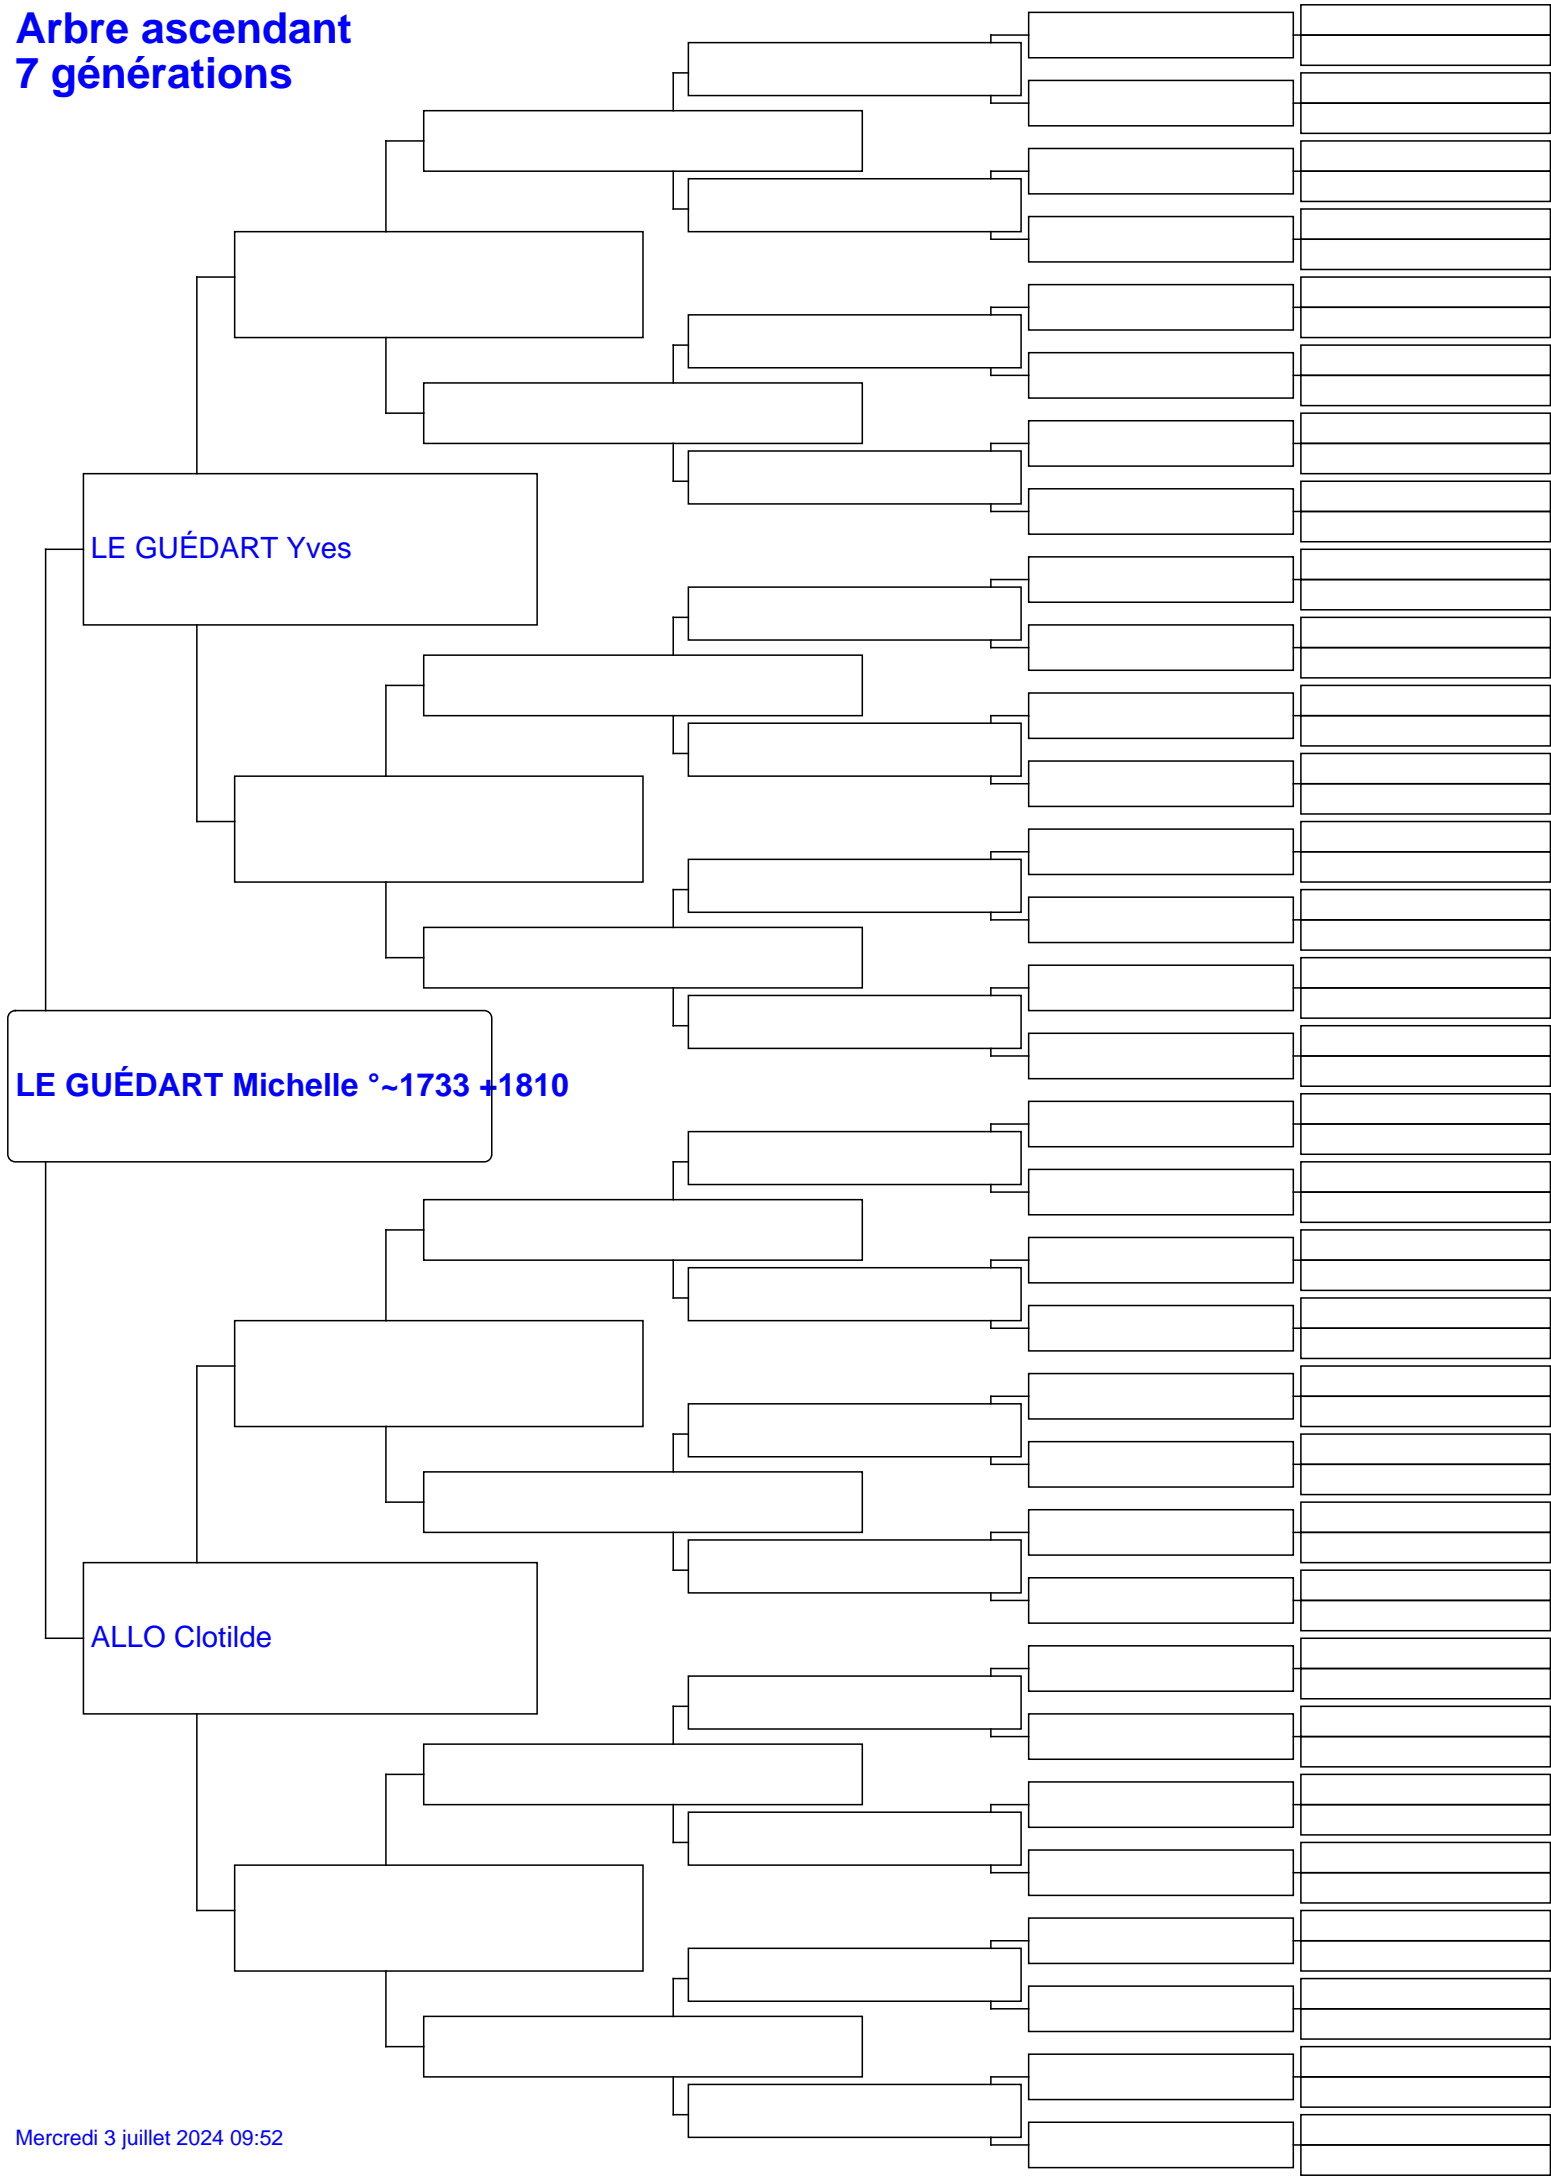 Arbre ascendant
7 générations
LE GUÉDART Yves
LE GUÉDART Michelle °~1733 +1810
ALLO Clotilde
Mercredi 3 juillet 2024 09:52